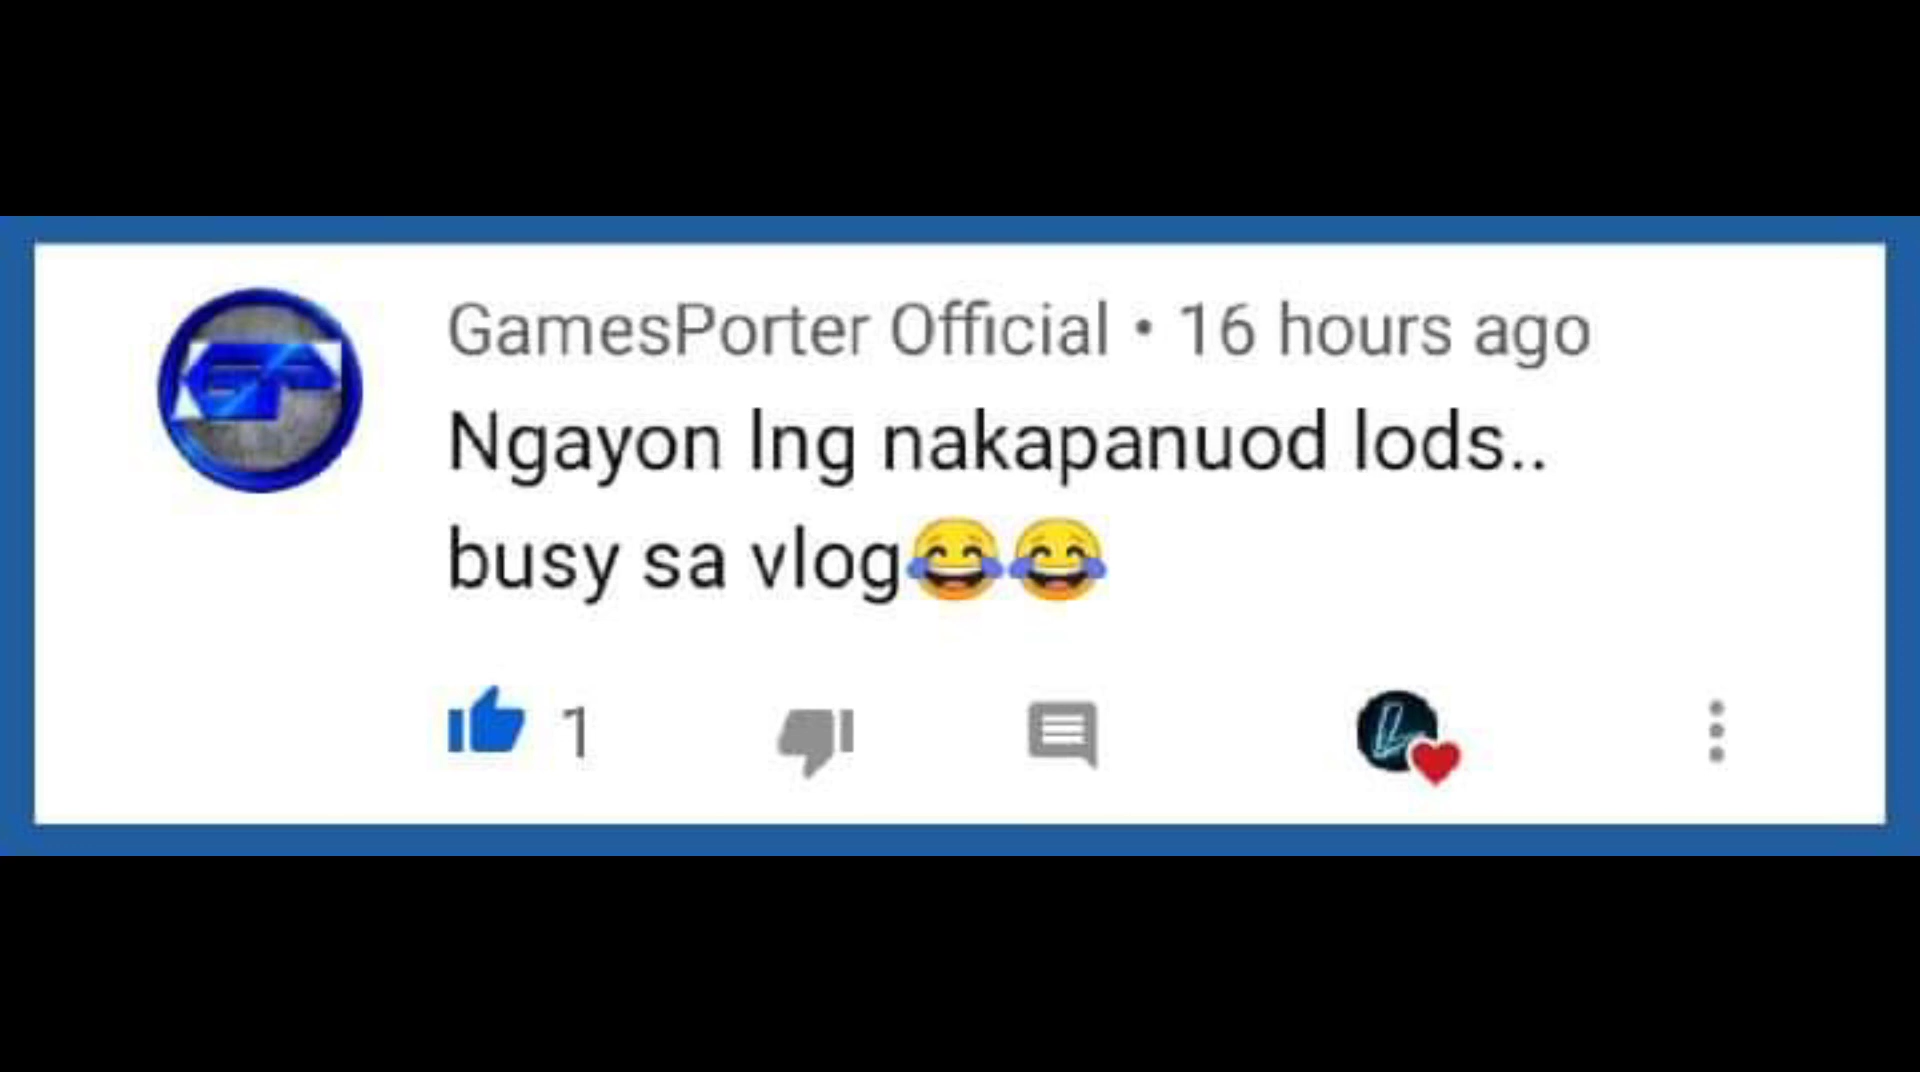 GamesPorter Official • 16 hours ago
Ngayon lng nakapanuod lods..
busy sa vlog😂😂
1